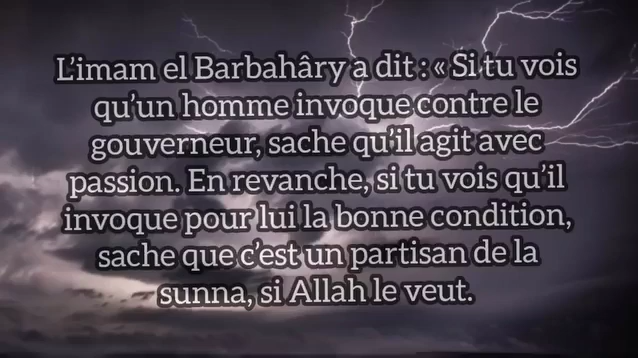 L'imam el Barbahâry a dit : « Si tu vois
qu'un homme invoque contre le
gouverneur, sache qu'il agit avec
passion. En revanche, si tu vois qu'il
invoque pour lui la bonne condition,
sache que c'est un partisan de la
sunna, si Allah le veut.